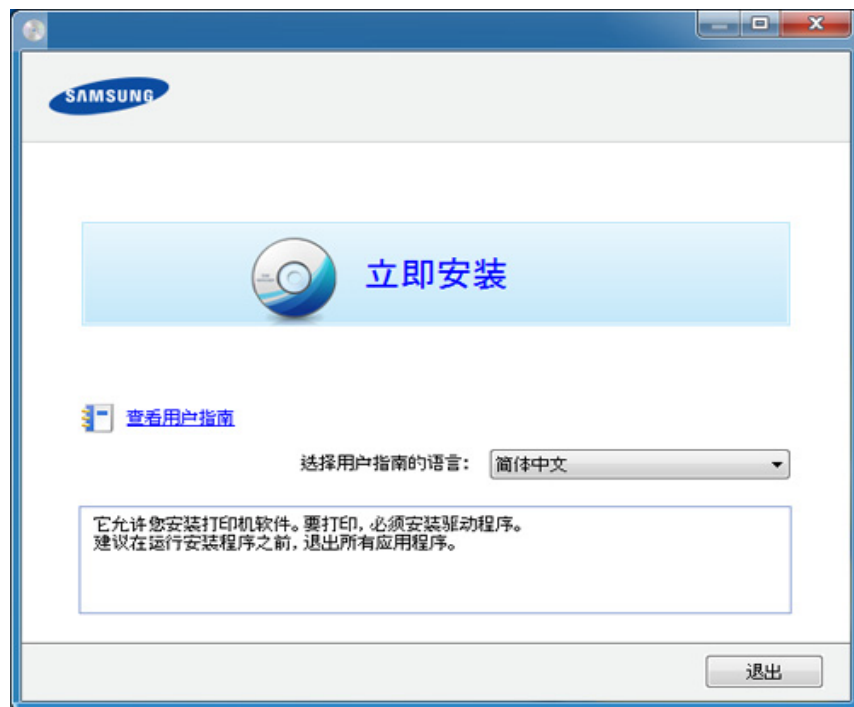 SAMSUNG
立即安装
查看用户指南
选择用户指南的语言: 简体中文
它允许您安装打印机软件。要打印, 必须安装驱动程序。
建议在运行安装程序之前, 退出所有应用程序。
退出